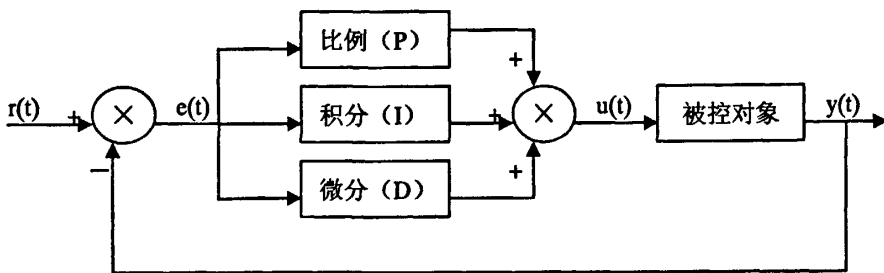 比例（P）
+
r(t)
+
e(t)
积分（I）
+
u(t)
被控对象
y(t)
−
微分（D）
+